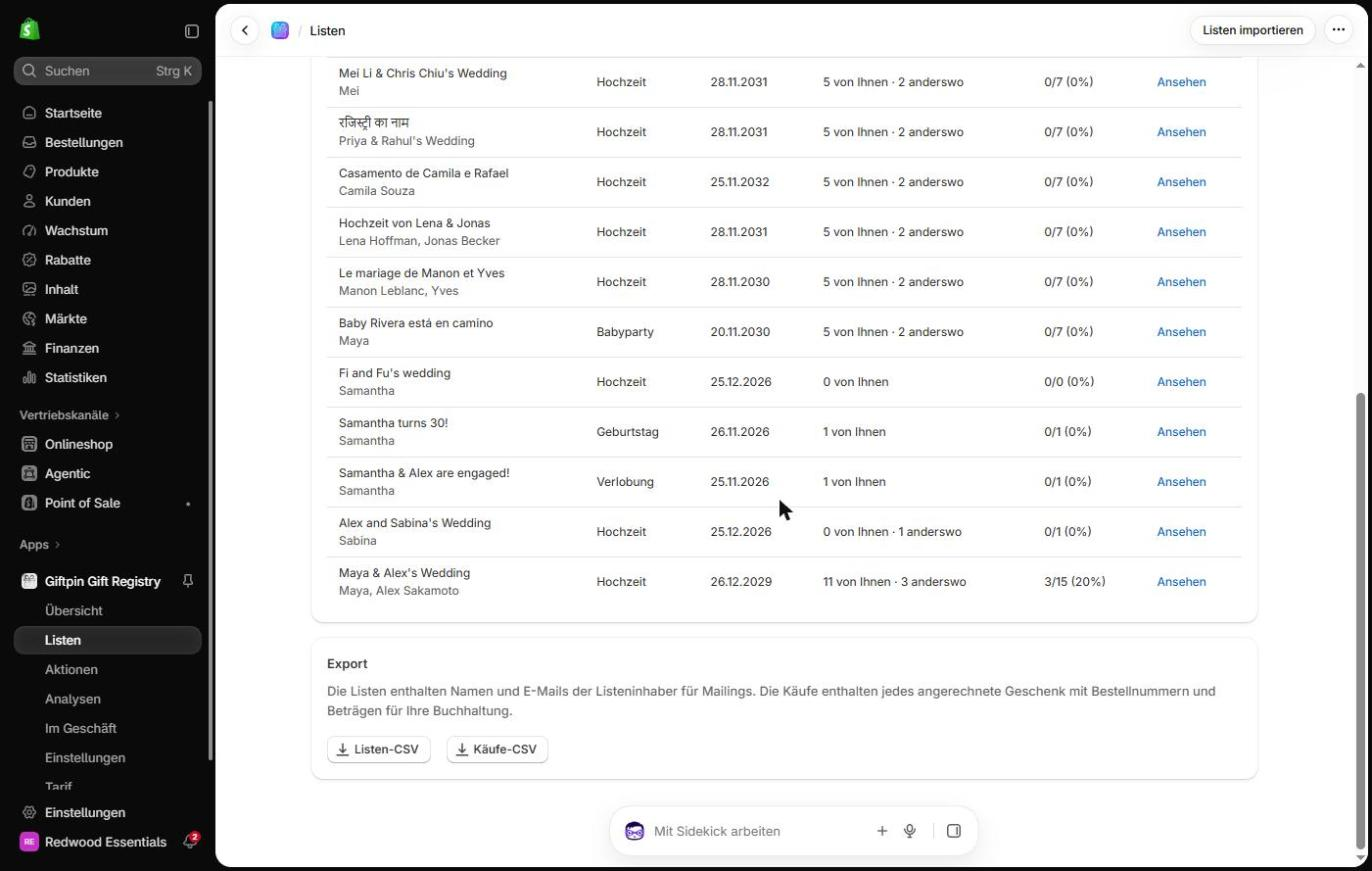 Suchen Strg K
Startseite
Bestellungen
Produkte
Kunden
Wachstum
Rabatte
Inhalt
Märkte
Finanzen
Statistiken
Vertriebskanäle
Onlineshop
Agentic
Point of Sale
Apps
Giftpin Gift Registry
Übersicht
Listen
Aktionen
Analysen
Im Geschäft
Einstellungen
Tarif
Einstellungen
RE Redwood Essentials 2
/ Listen
Listen importieren
Mei Li & Chris Chiu's Wedding
Mei
Hochzeit 28.11.2031 5 von Ihnen · 2 anderswo 0/7 (0%) Ansehen
रजिस्ट्री का नाम
Priya & Rahul's Wedding
Hochzeit 28.11.2031 5 von Ihnen · 2 anderswo 0/7 (0%) Ansehen
Casamento de Camila e Rafael
Camila Souza
Hochzeit 25.11.2032 5 von Ihnen · 2 anderswo 0/7 (0%) Ansehen
Hochzeit von Lena & Jonas
Lena Hoffman, Jonas Becker
Hochzeit 28.11.2031 5 von Ihnen · 2 anderswo 0/7 (0%) Ansehen
Le mariage de Manon et Yves
Manon Leblanc, Yves
Hochzeit 28.11.2030 5 von Ihnen · 2 anderswo 0/7 (0%) Ansehen
Baby Rivera está en camino
Maya
Babyparty 20.11.2030 5 von Ihnen · 2 anderswo 0/7 (0%) Ansehen
Fi and Fu's wedding
Samantha
Hochzeit 25.12.2026 0 von Ihnen 0/0 (0%) Ansehen
Samantha turns 30!
Samantha
Geburtstag 26.11.2026 1 von Ihnen 0/1 (0%) Ansehen
Samantha & Alex are engaged!
Samantha
Verlobung 25.11.2026 1 von Ihnen 0/1 (0%) Ansehen
Alex and Sabina's Wedding
Sabina
Hochzeit 25.12.2026 0 von Ihnen · 1 anderswo 0/1 (0%) Ansehen
Maya & Alex's Wedding
Maya, Alex Sakamoto
Hochzeit 26.12.2029 11 von Ihnen · 3 anderswo 3/15 (20%) Ansehen
Export
Die Listen enthalten Namen und E-Mails der Listeninhaber für Mailings. Die Käufe enthalten jedes angerechnete Geschenk mit Bestellnummern und
Beträgen für Ihre Buchhaltung.
Listen-CSV Käufe-CSV
Mit Sidekick arbeiten